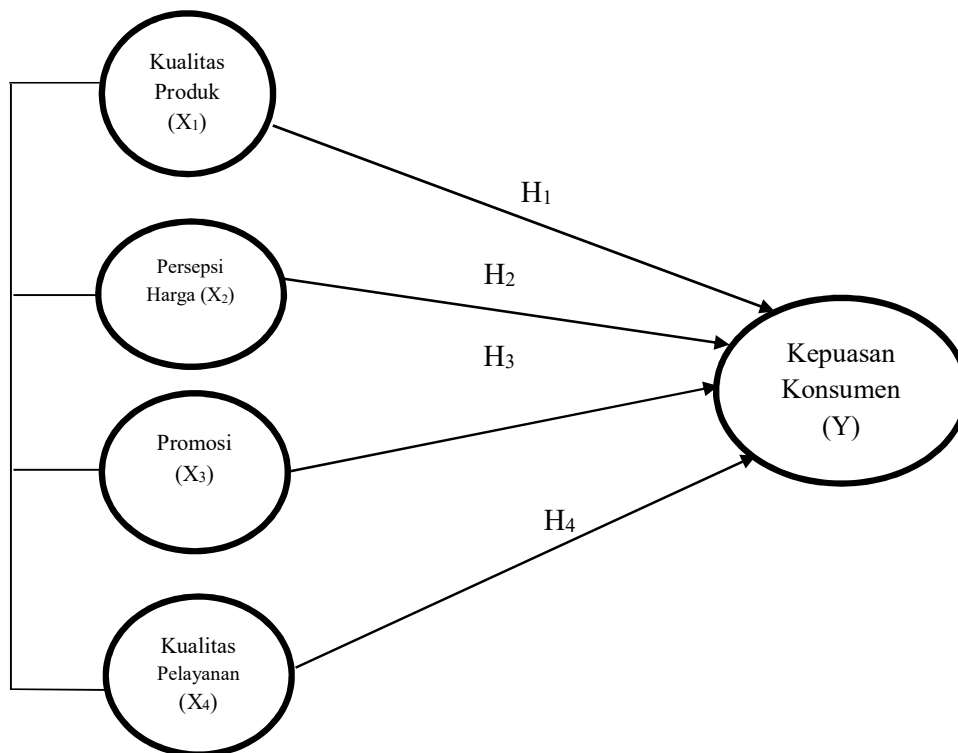 Kualitas
Produk
(X₁)
H₁
Persepsi
Harga (X₂)
H₂
H₃
Kepuasan
Konsumen
(Y)
Promosi
(X₃)
H₄
Kualitas
Pelayanan
(X₄)